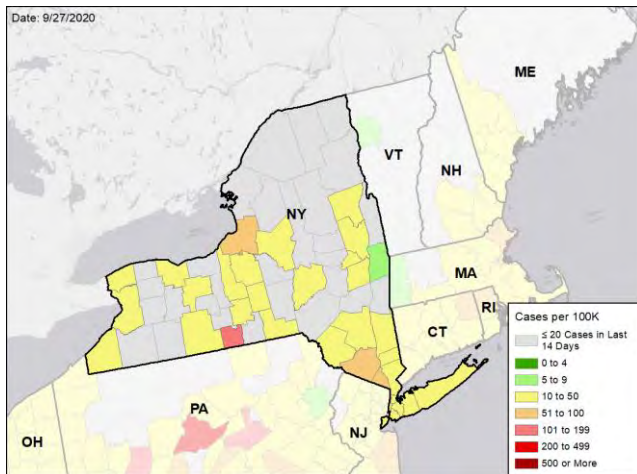 Date: 9/27/2020
ME
VT
NH
NY
MA
RI
CT
PA
OH
NJ
Cases per 100K
≤ 20 Cases in Last
14 Days
0 to 4
5 to 9
10 to 50
51 to 100
101 to 199
200 to 499
500 or More